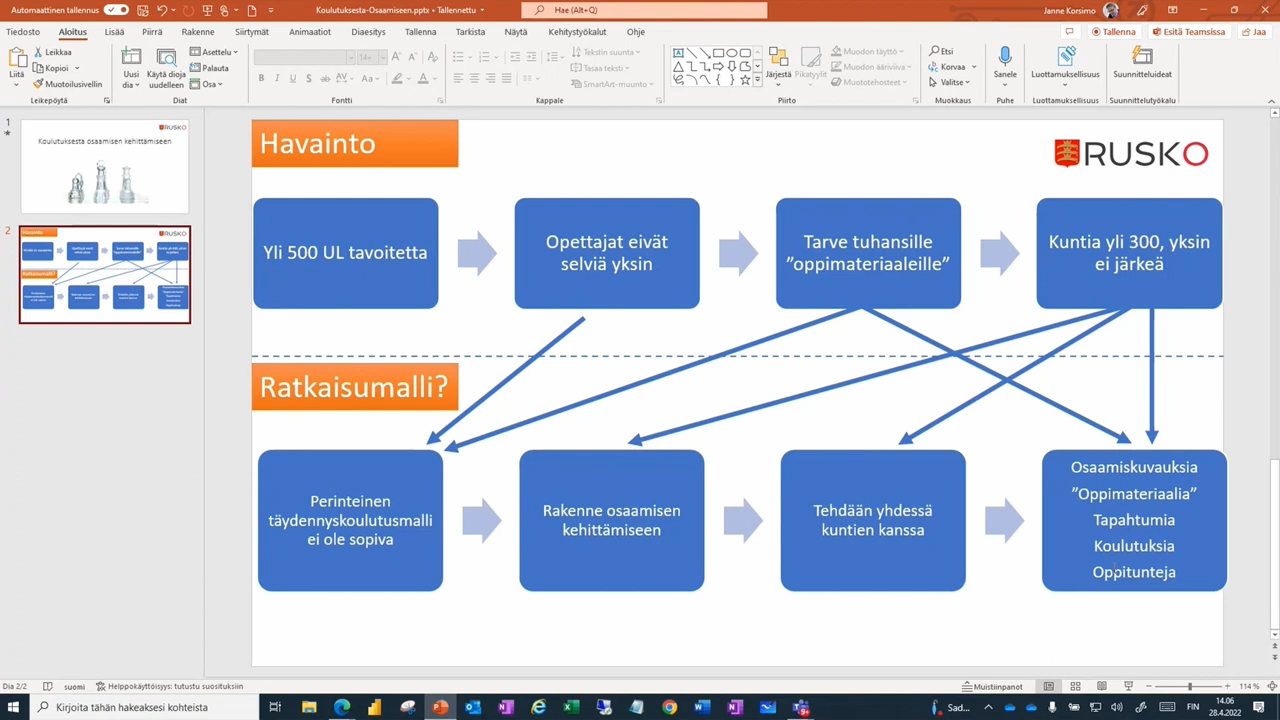 Automaattinen tallennus
Koulutuksesta-Osaamiseen.pptx • Tallennettu
Hae (Alt+Q)
Janne Korsimo
Tiedosto
Aloitus
Lisää
Piirrä
Rakenne
Siirtymät
Animaatiot
Diaesitys
Tallenna
Tarkista
Näytä
Kehitystyökalut
Ohje
Tallenna
Esitä Teamsissa
Jaa
Liitä
Leikkaa
Kopioi
Muotoilusivellin
Leikepöytä
Uusi dia
Käytä dioja uudelleen
Asettelu
Palauta
Osa
Diat
Fontti
Tekstin suunta
Tasaa teksti
SmartArt-muunto
Kappale
Järjestä
Pikatyylit
Muodon täyttö
Muodon ääriviiva
Muototehosteet
Piirto
Etsi
Korvaa
Valitse
Muokkaus
Sanele
Puhe
Luottamuksellisuus
Luottamuksellisuus
Suunnitteluideat
Suunnittelutyökalu
1
RUSKO
Koulutuksesta osaamisen kehittämiseen
2
Havainto
RUSKO
Yli 500 UL tavoitetta
Opettajat eivät
selviä yksin
Tarve tuhansille
”oppimateriaaleille”
Kuntia yli 300, yksin
ei järkeä
Ratkaisumalli?
Perinteinen
täydennyskoulutusmalli
ei ole sopiva
Rakenne osaamisen
kehittämiseen
Tehdään yhdessä
kuntien kanssa
Osaamiskuvauksia
”Oppimateriaalia”
Tapahtumia
Koulutuksia
Oppitunteja
Dia 2/2
suomi
Helppokäyttöisyys: tutustu suosituksiin
Muistiinpanot
114 %
Kirjoita tähän hakeaksesi kohteista
Sad...
FIN
14.06
28.4.2022